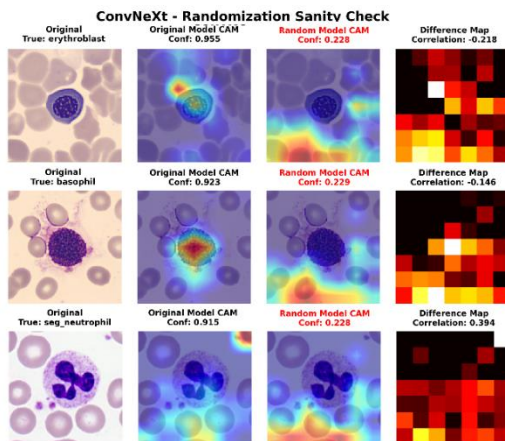 ConvNeXt - Randomization Sanity Check
Original
True: erythroblast
Original Model CAM
Conf: 0.955
Random Model CAM
Conf: 0.228
Difference Map
Correlation: -0.218
Original
True: basophil
Original Model CAM
Conf: 0.923
Random Model CAM
Conf: 0.229
Difference Map
Correlation: -0.146
Original
True: seg_neutrophil
Original Model CAM
Conf: 0.915
Random Model CAM
Conf: 0.228
Difference Map
Correlation: 0.394